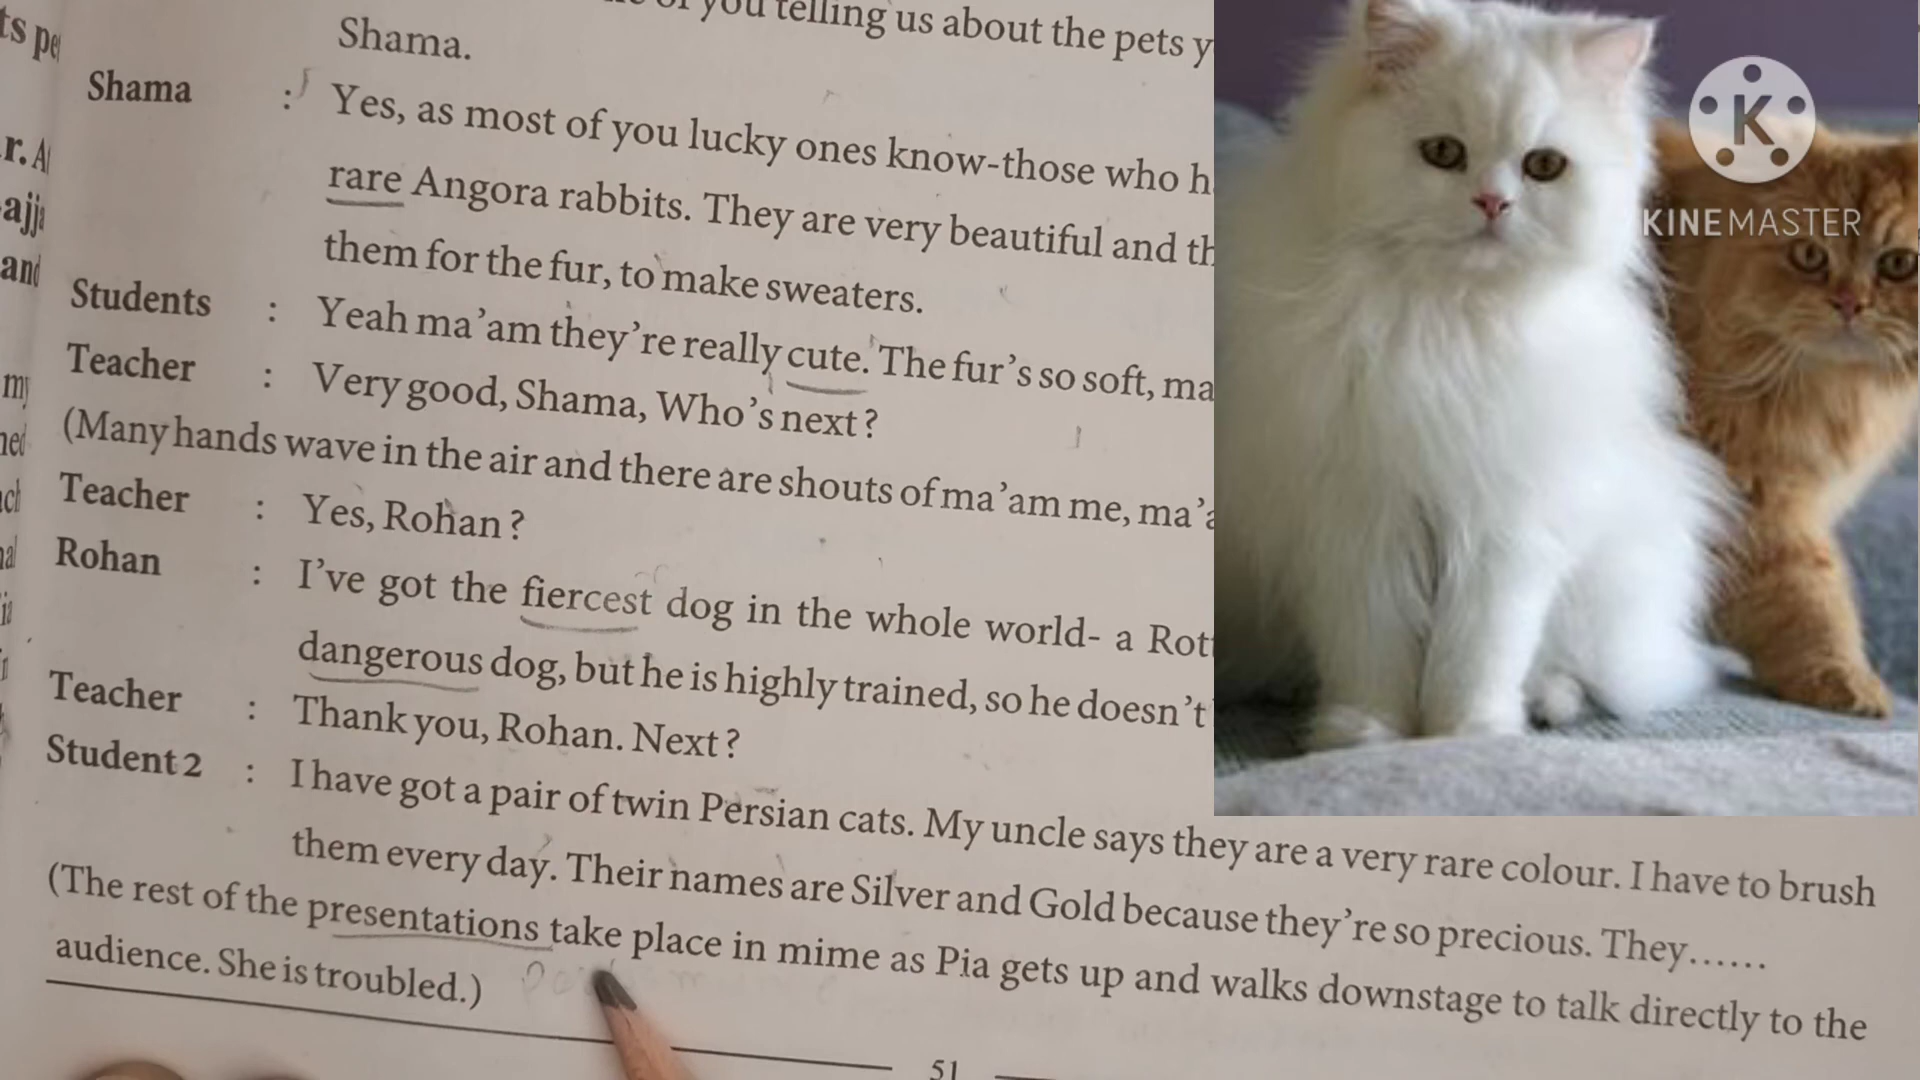 of you telling us about the pets y
Shama.
Shama : Yes, as most of you lucky ones know-those who h
rare Angora rabbits. They are very beautiful and th
them for the fur, to make sweaters.
Students : Yeah ma'am they're really cute. The fur's so soft, ma
Teacher : Very good, Shama, Who's next?
(Many hands wave in the air and there are shouts of ma'am me, ma'a
Teacher : Yes, Rohan?
Rohan : I've got the fiercest dog in the whole world- a Rott
dangerous dog, but he is highly trained, so he doesn't
Teacher : Thank you, Rohan. Next?
Student 2 : I have got a pair of twin Persian cats. My uncle says they are a very rare colour. I have to brush
them every day. Their names are Silver and Gold because they're so precious. They......
(The rest of the presentations take place in mime as Pia gets up and walks downstage to talk directly to the
audience. She is troubled.)
51
K
KINEMASTER